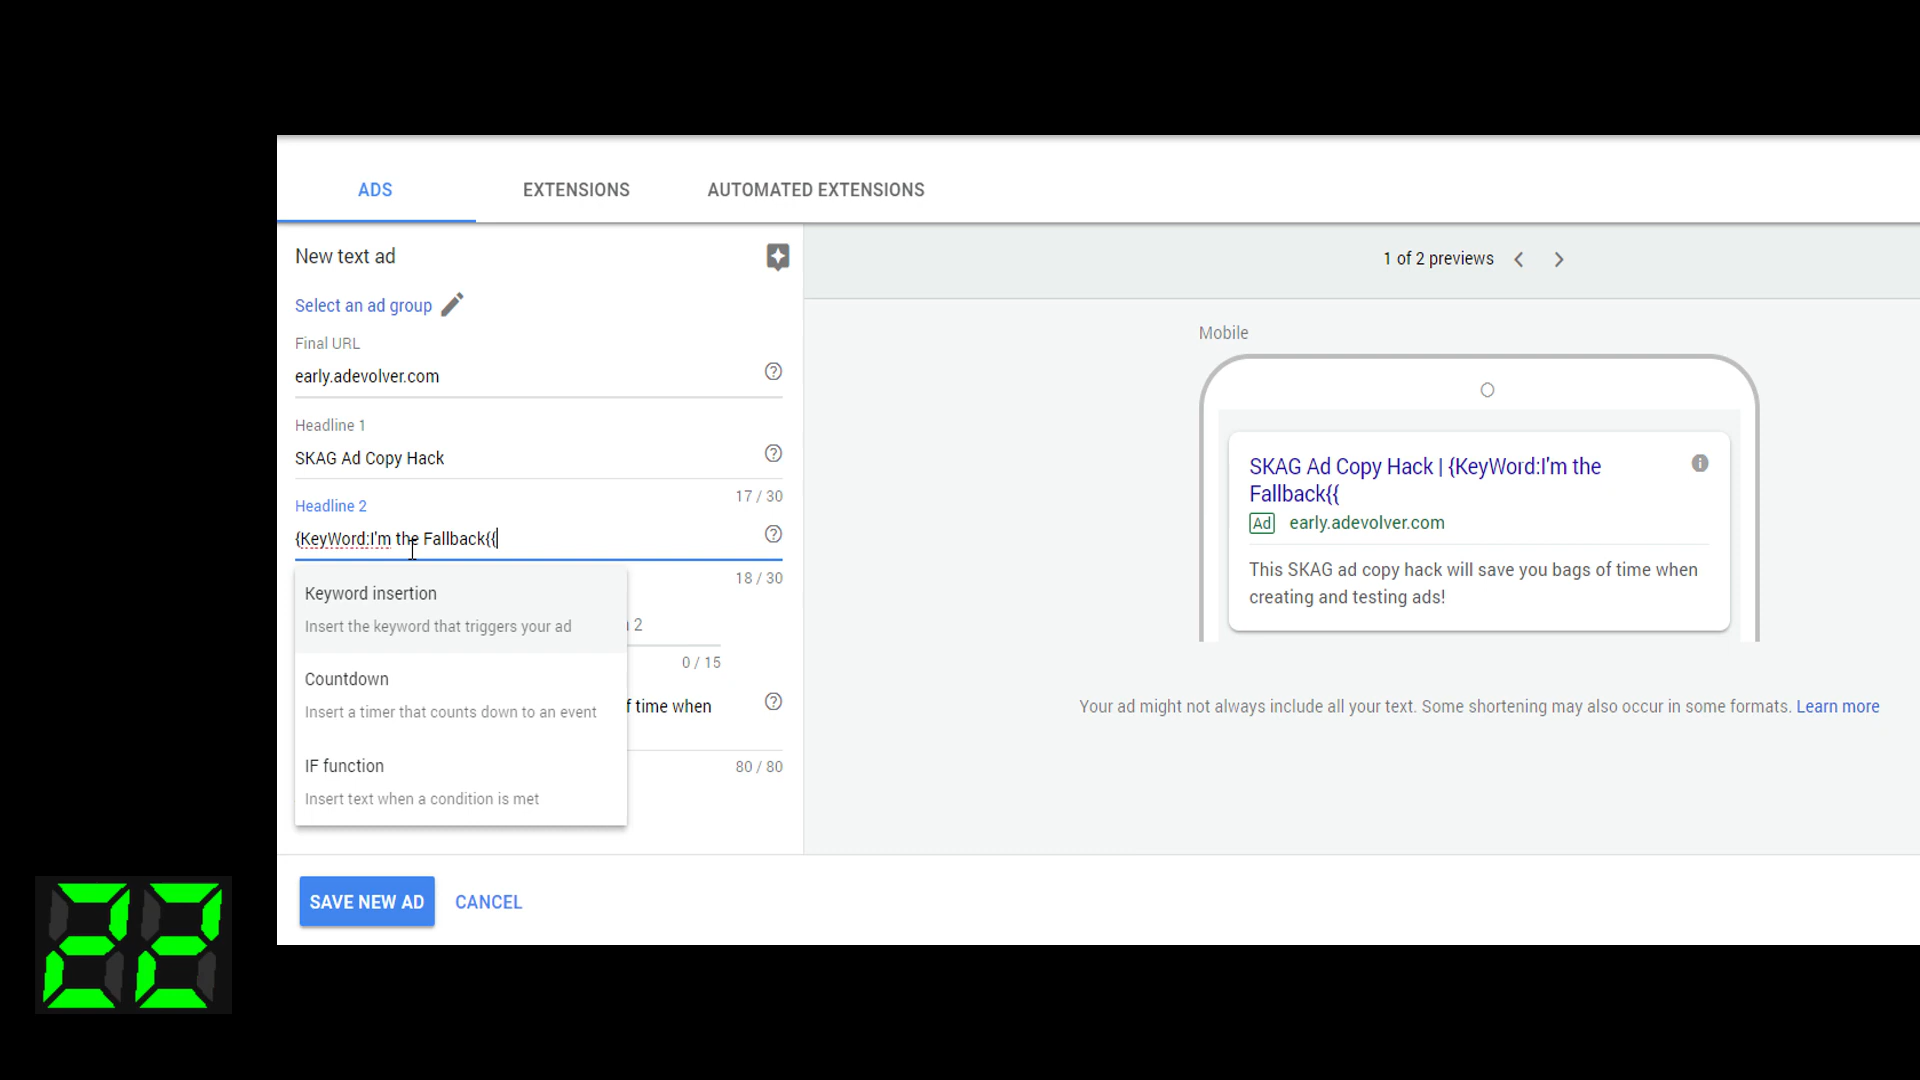 ADS
EXTENSIONS
AUTOMATED EXTENSIONS
New text ad
Select an ad group
Final URL
early.adevolver.com
Headline 1
SKAG Ad Copy Hack
17 / 30
Headline 2
{KeyWord:I'm the Fallback{{
18 / 30
Keyword insertion
Insert the keyword that triggers your ad
2
0 / 15
Countdown
Insert a timer that counts down to an event
f time when
IF function
Insert text when a condition is met
80 / 80
SAVE NEW AD
CANCEL
1 of 2 previews
Mobile
SKAG Ad Copy Hack | {KeyWord:I'm the
Fallback{{
Ad early.adevolver.com
This SKAG ad copy hack will save you bags of time when
creating and testing ads!
Your ad might not always include all your text. Some shortening may also occur in some formats. Learn more
22